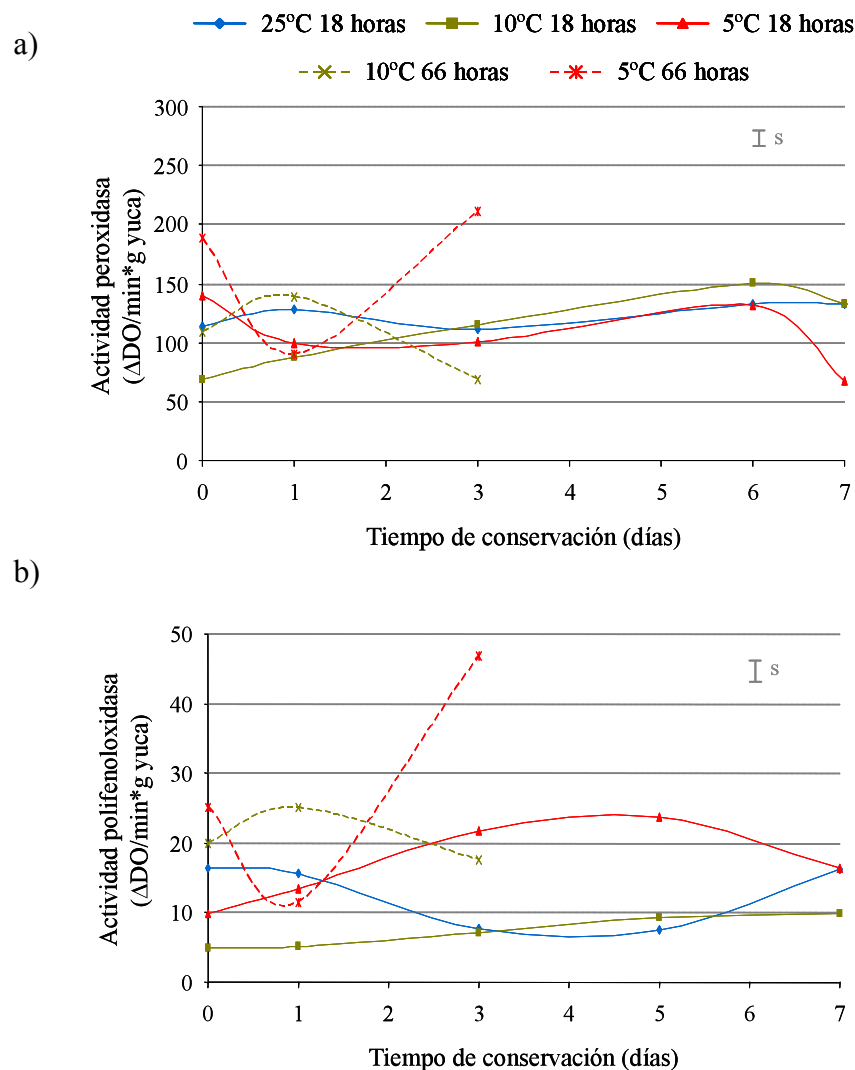 a)
25ºC 18 horas 10ºC 18 horas 5ºC 18 horas
10ºC 66 horas 5ºC 66 horas
300
250
200
150
100
50
0
s
Actividad peroxidasa
(ΔDO/min*g yuca)
0 1 2 3 4 5 6 7
Tiempo de conservación (días)
b)
50
40
30
20
10
0
s
Actividad polifenoloxidasa
(ΔDO/min*g yuca)
0 1 2 3 4 5 6 7
Tiempo de conservación (días)